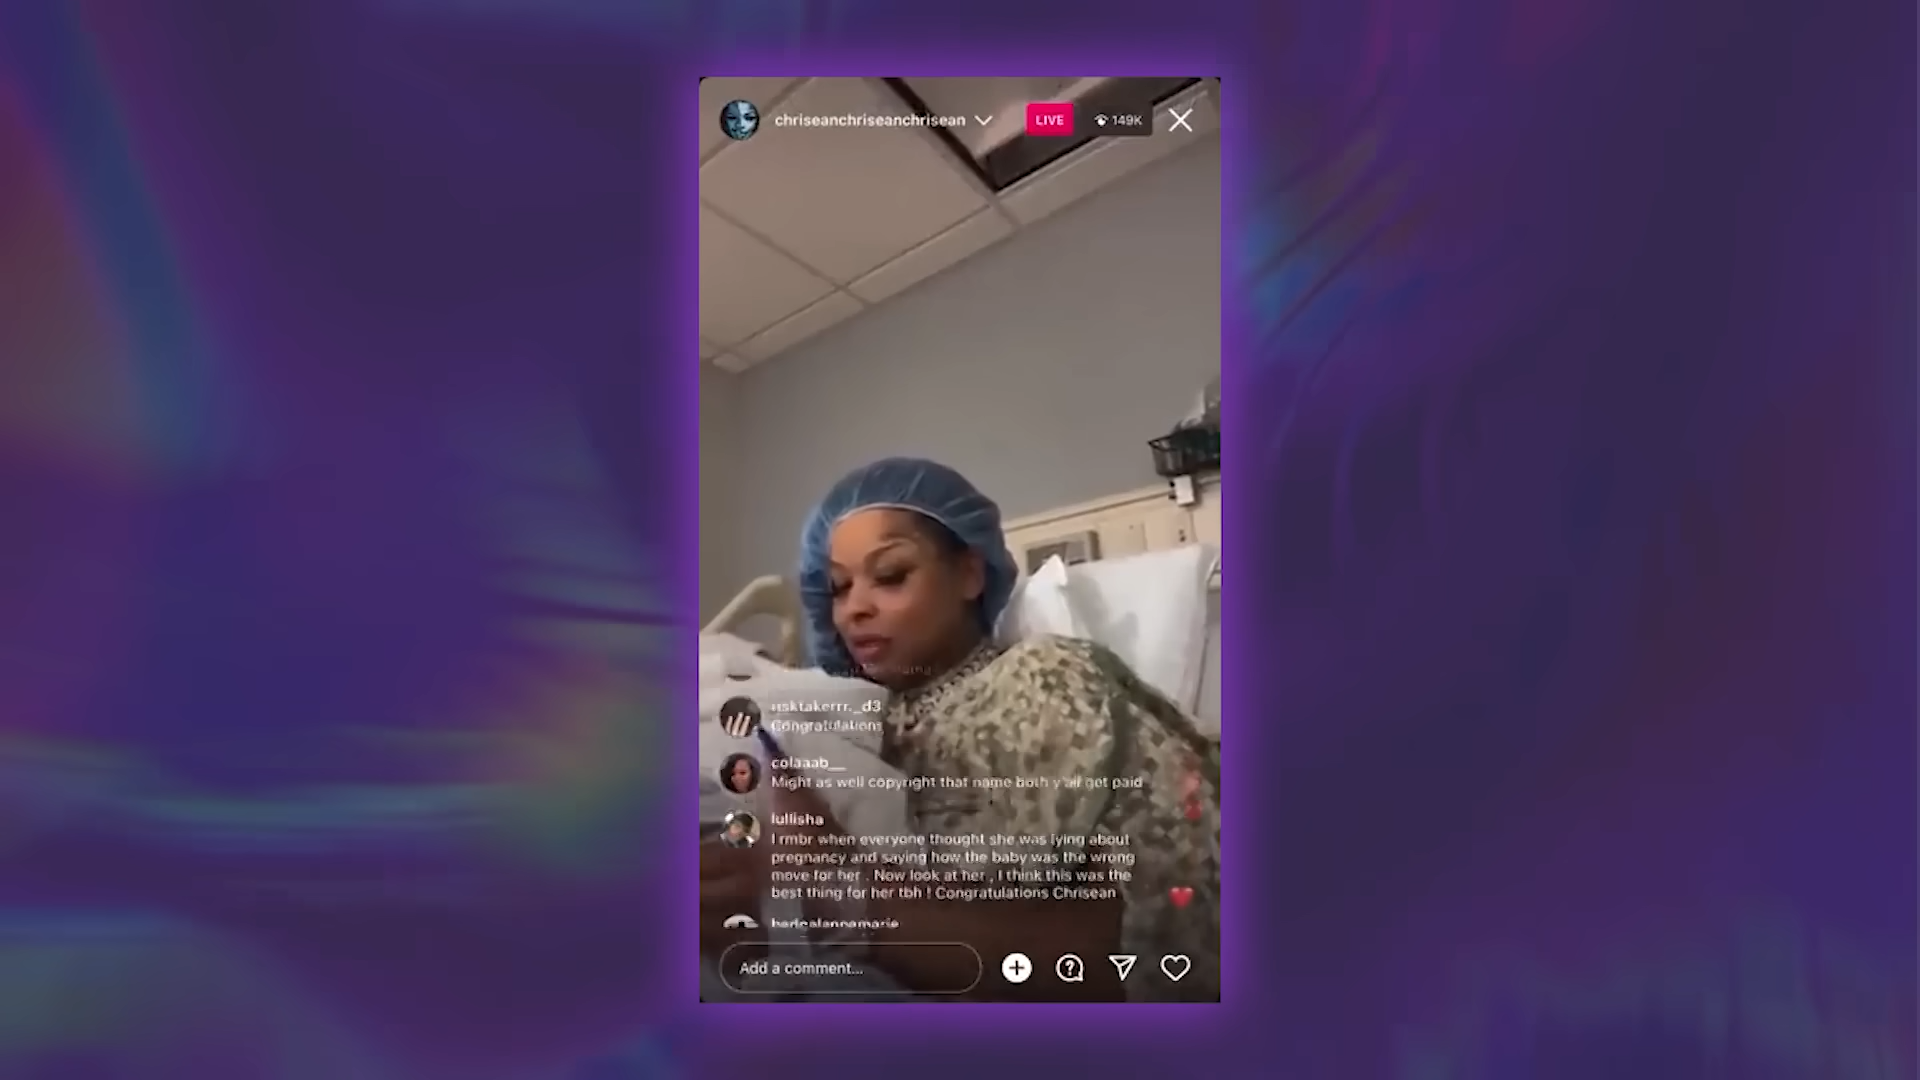 chriseanchriseanchrisean
LIVE
149K
risktakerrr._d3
Congratulations
colaaab__
Might as well copyright that name both y'all get paid
lullisha
I rmbr when everyone thought she was lying about
pregnancy and saying how the baby was the wrong
move for her . Now look at her , I think this was the
best thing for her tbh ! Congratulations Chrisean
Add a comment...